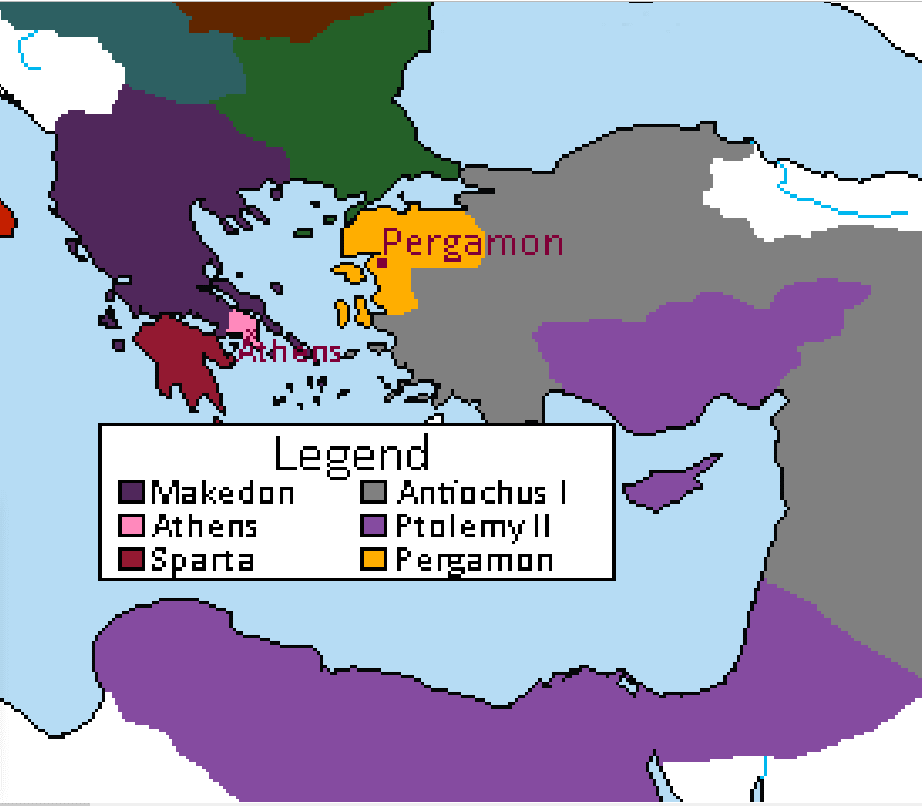 Pergamon
Athens
Legend
Makedon
Antiochus I
Athens
Ptolemy II
Sparta
Pergamon